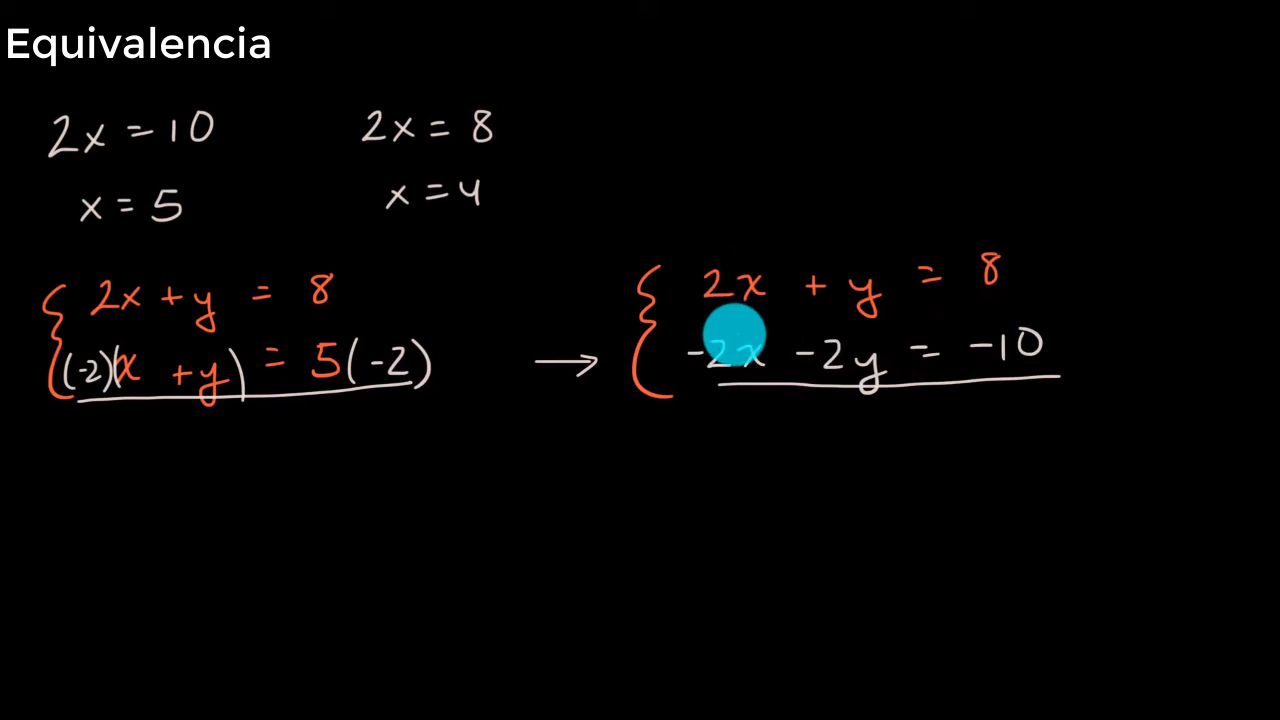 Equivalencia
2x = 10 2x = 8
x = 5 x = 4
2x + y = 8 2x + y = 8
(-2)(x + y) = 5(-2) → -2x - 2y = -10